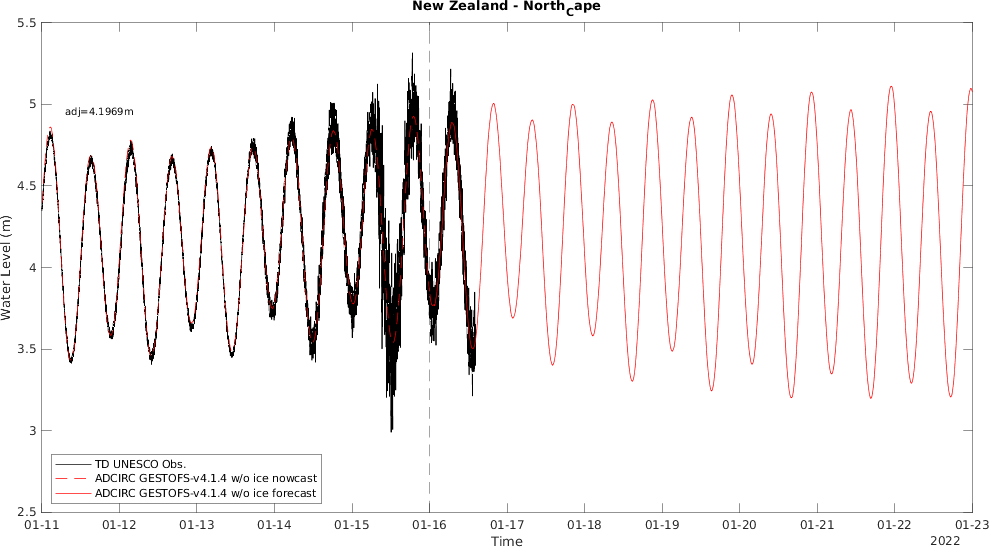 New Zealand - NorthCape
5.5
5
4.5
4
3.5
3
2.5
Water Level (m)
adj=4.1969m
TD UNESCO Obs.
ADCIRC GESTOFS-v4.1.4 w/o ice nowcast
ADCIRC GESTOFS-v4.1.4 w/o ice forecast
01-11 01-12 01-13 01-14 01-15 01-16 01-17 01-18 01-19 01-20 01-21 01-22 01-23
Time
2022